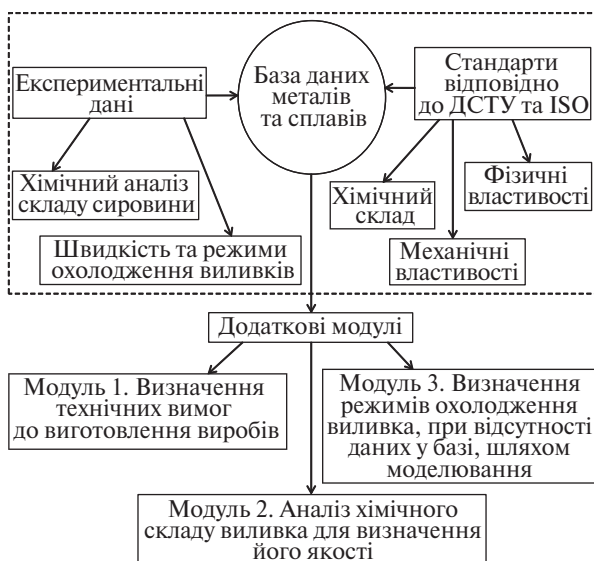 Експериментальні
дані
База даних
металів
та сплавів
Стандарти
відповідно
до ДСТУ та ISO
Хімічний аналіз
складу сировини
Швидкість та режими
охолодження виливків
Хімічний
склад
Механічні
властивості
Фізичні
властивості
Додаткові модулі
Модуль 1. Визначення
технічних вимог
до виготовлення виробів
Модуль 3. Визначення
режимів охолодження
виливка, при відсутності
даних у базі, шляхом
моделювання
Модуль 2. Аналіз хімічного
складу виливка для визначення
його якості